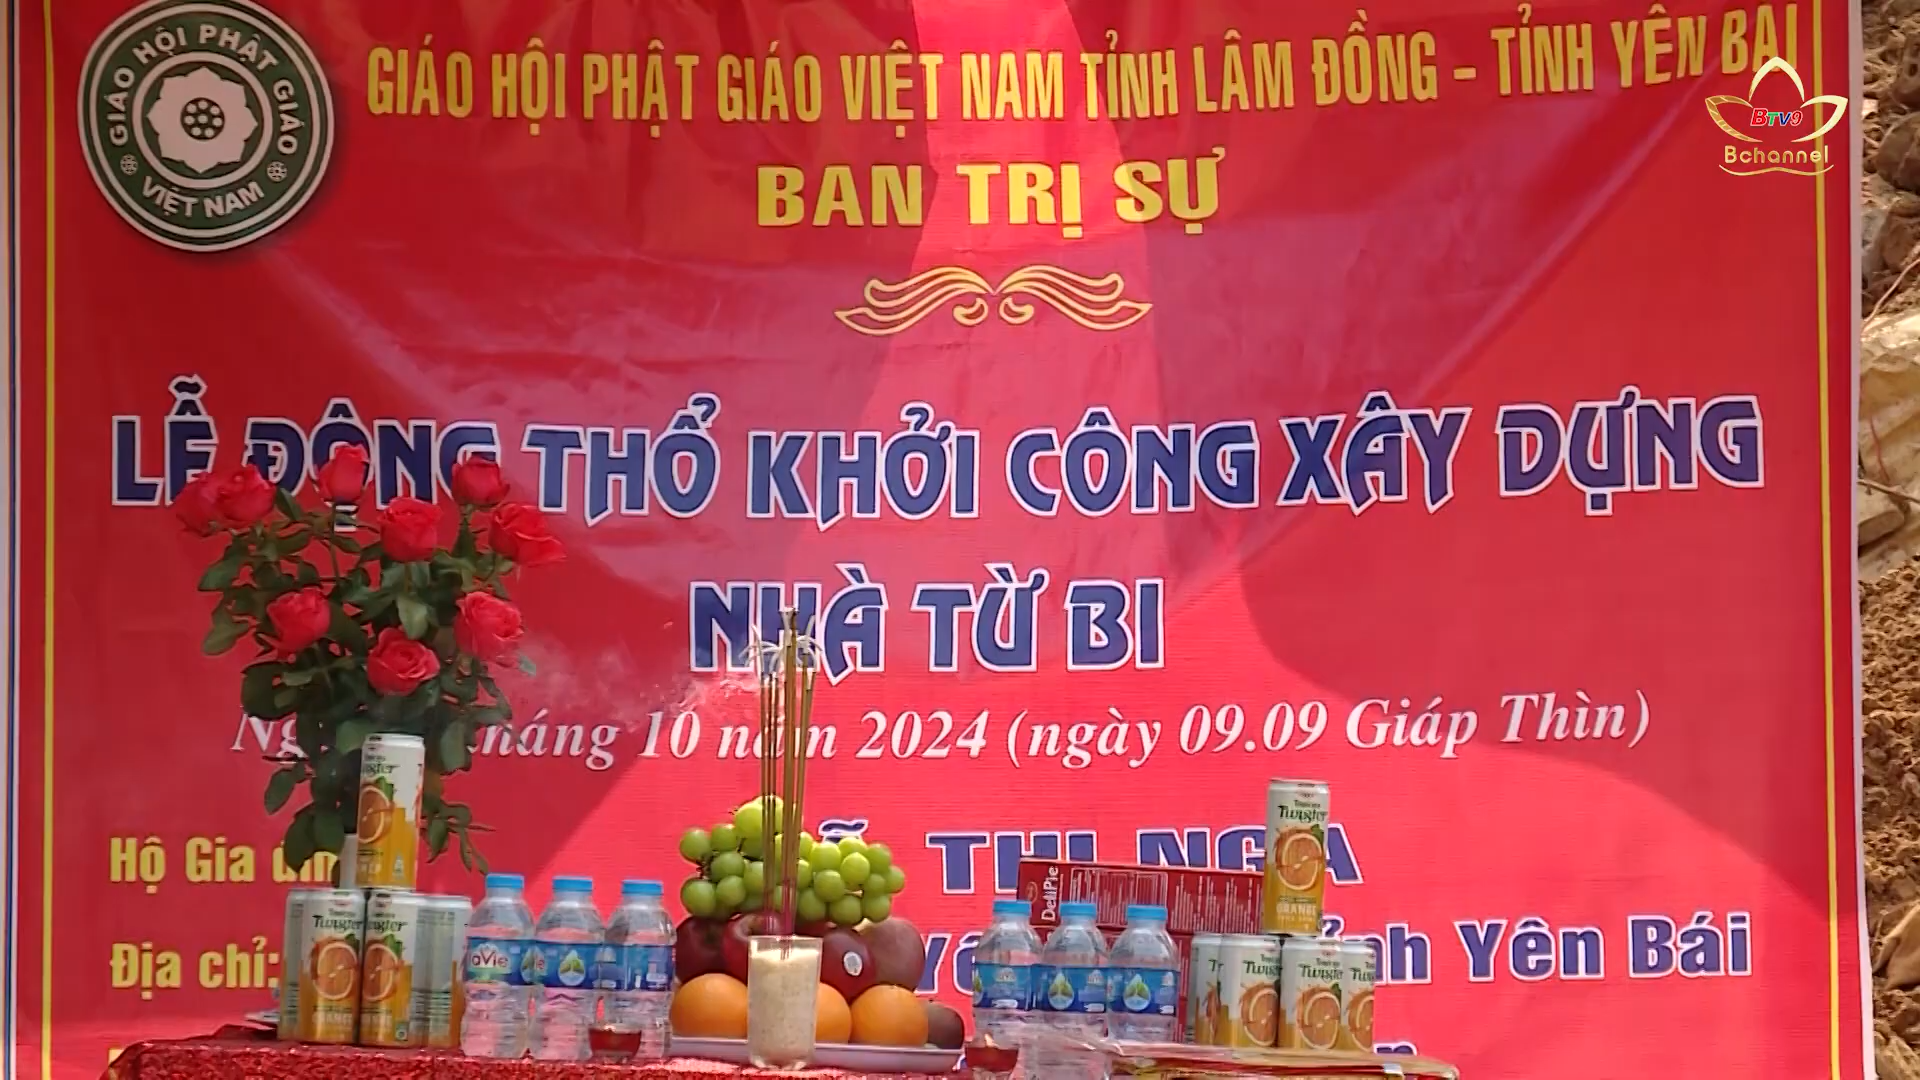 GIÁO HỘI PHẬT GIÁO VIỆT NAM
GIÁO HỘI PHẬT GIÁO VIỆT NAM TỈNH LÂM ĐỒNG - TỈNH YÊN BÁI
BTV9
Bchannel
BAN TRỊ SỰ
LỄ ĐỘNG THỔ KHỞI CÔNG XÂY DỰNG
NHÀ TỪ BI
tháng 10 năm 2024 (ngày 09.09 Giáp Thìn)
Hộ Gia đình
THỊ NGA
Địa chỉ: Tỉnh Yên Bái
Twister
Twister
DeliPie
ORANGE
Twister
Twister
LaVie
Twister
Twister